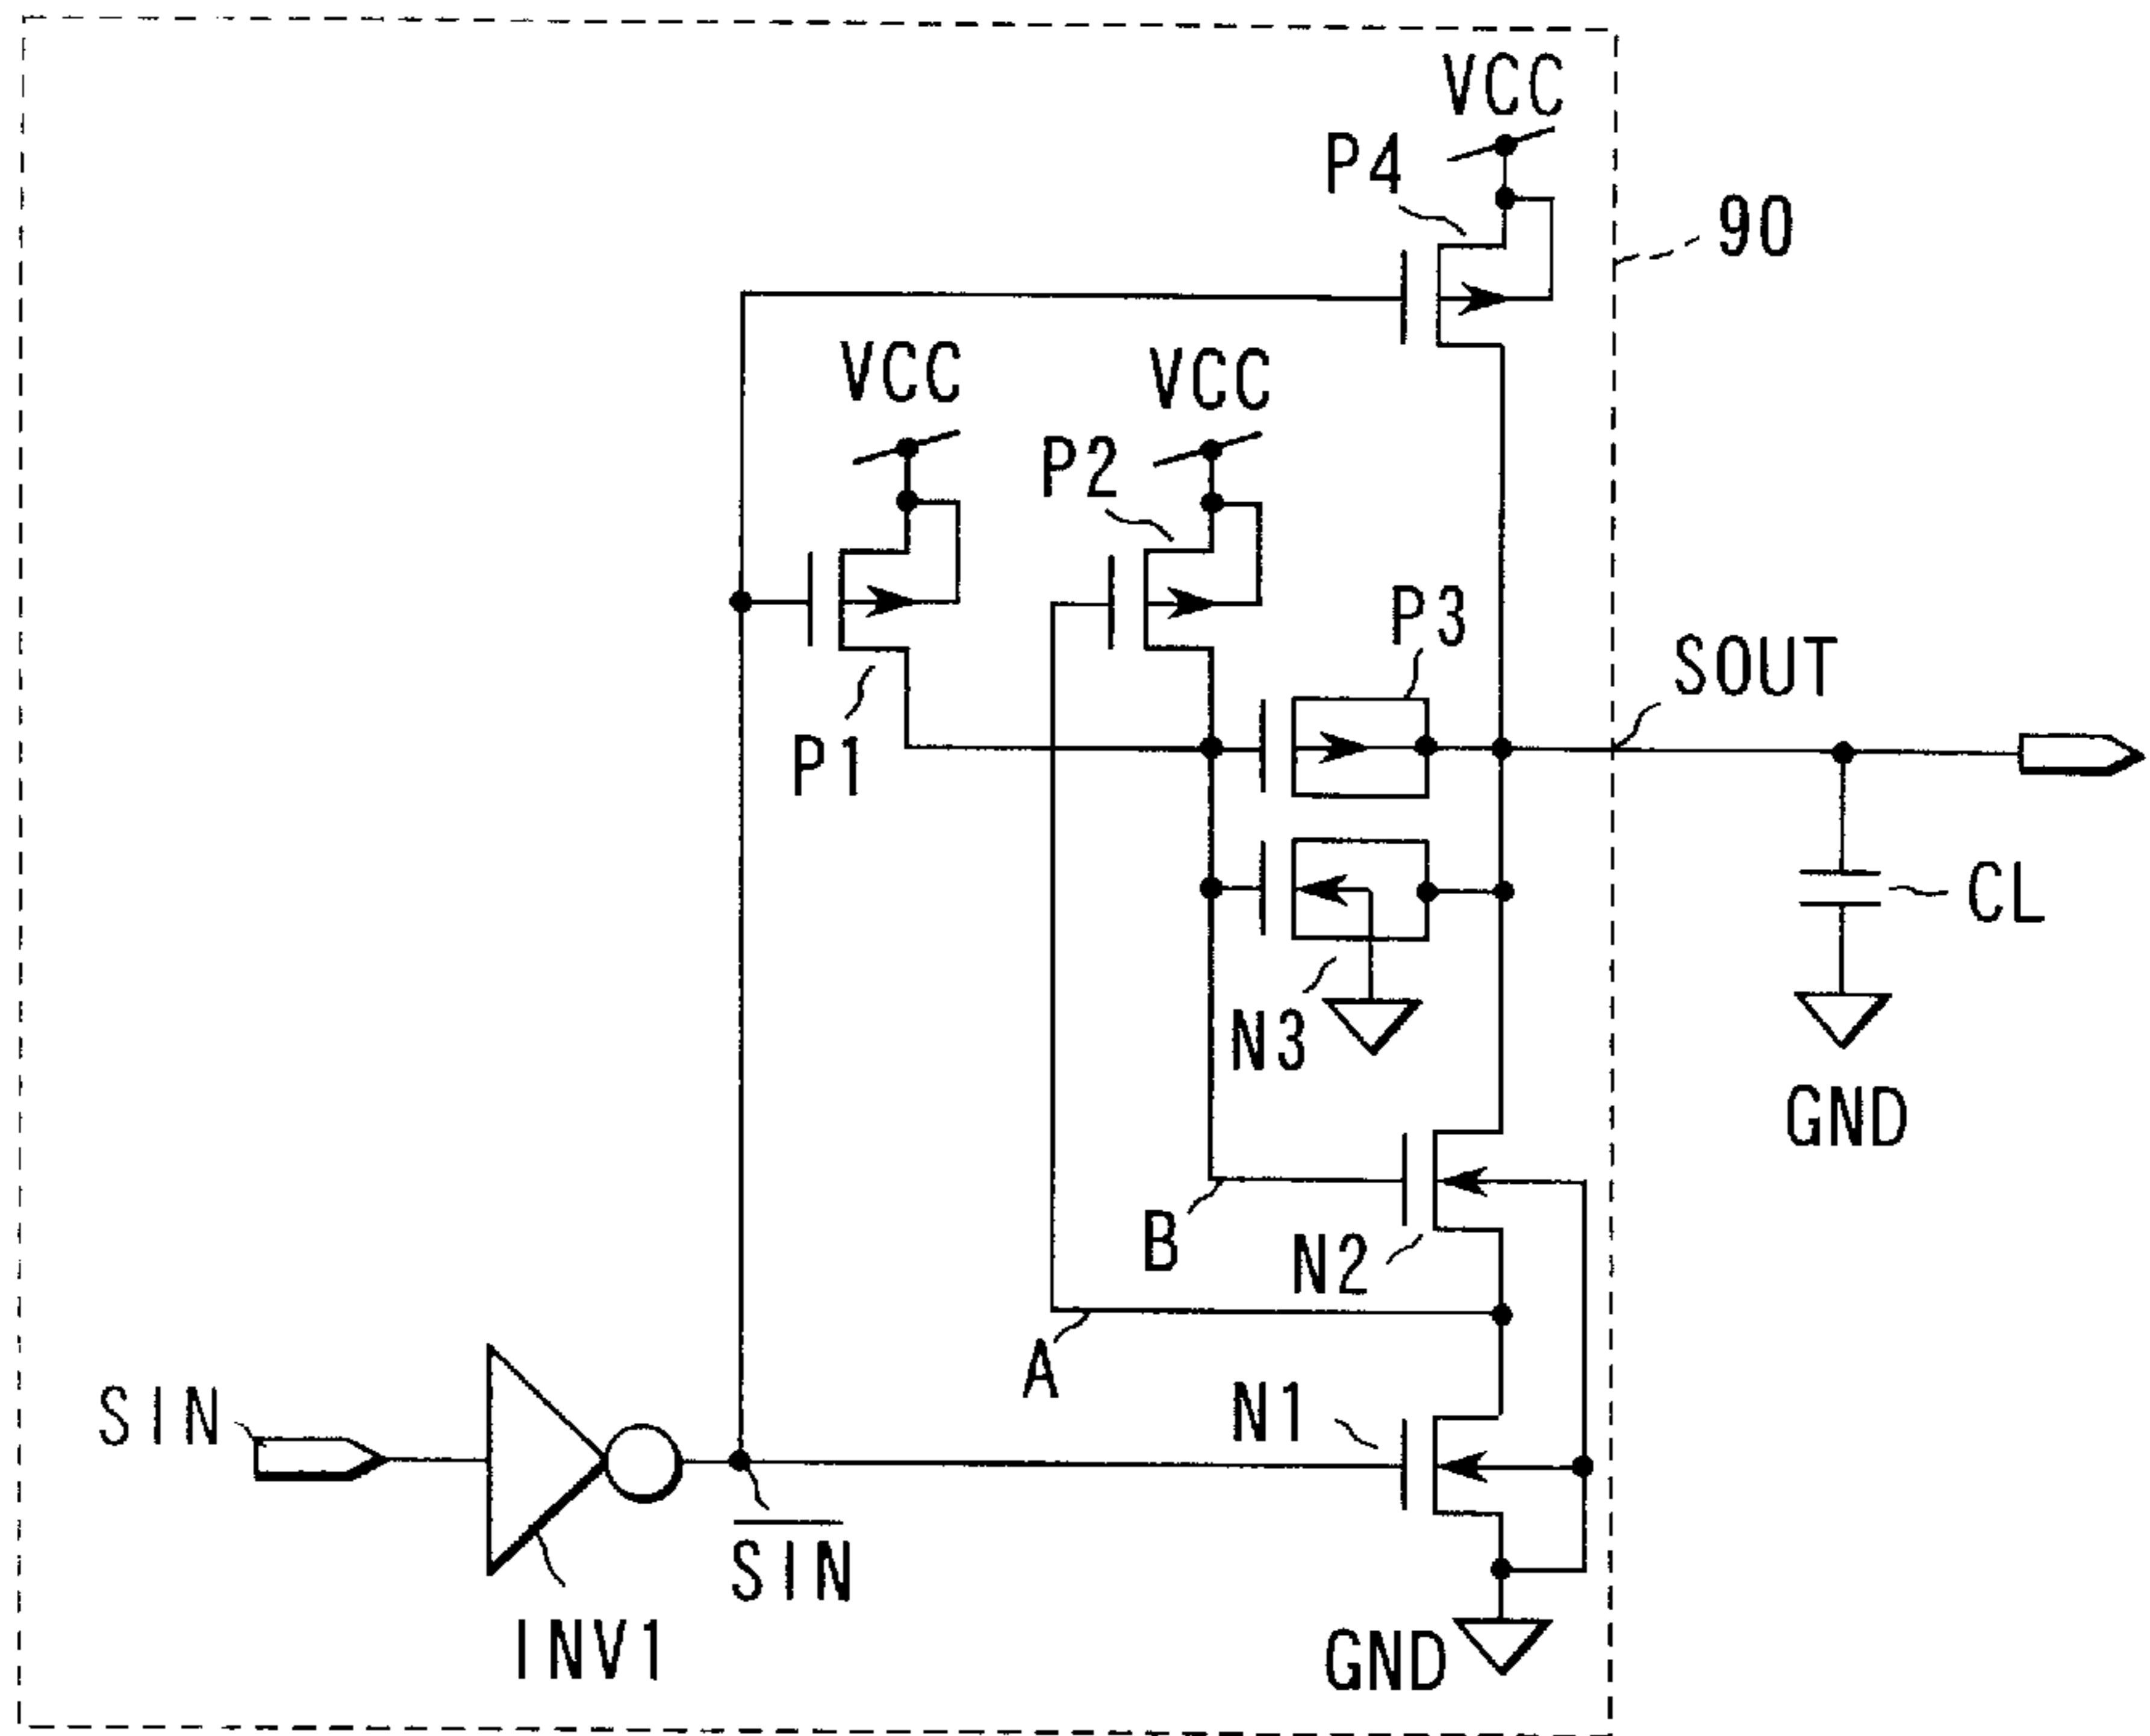 VCC
P4
90
VCC
VCC
P2
P3
SOUT
P1
CL
N3
GND
B
N2
A
SIN
N1
SIN
INV1
GND